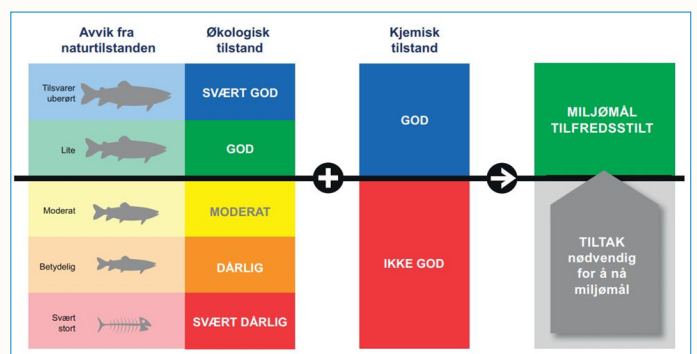 Avvik fra
naturtilstanden
Økologisk
tilstand
Kjemisk
tilstand
Tilsvarer
uberørt
SVÆRT GOD
Lite
GOD
Moderat
MODERAT
Betydelig
DÅRLIG
Svært
stort
SVÆRT DÅRLIG
GOD
IKKE GOD
MILJØMÅL
TILFREDSSTILT
TILTAK
nødvendig
for å nå
miljømål